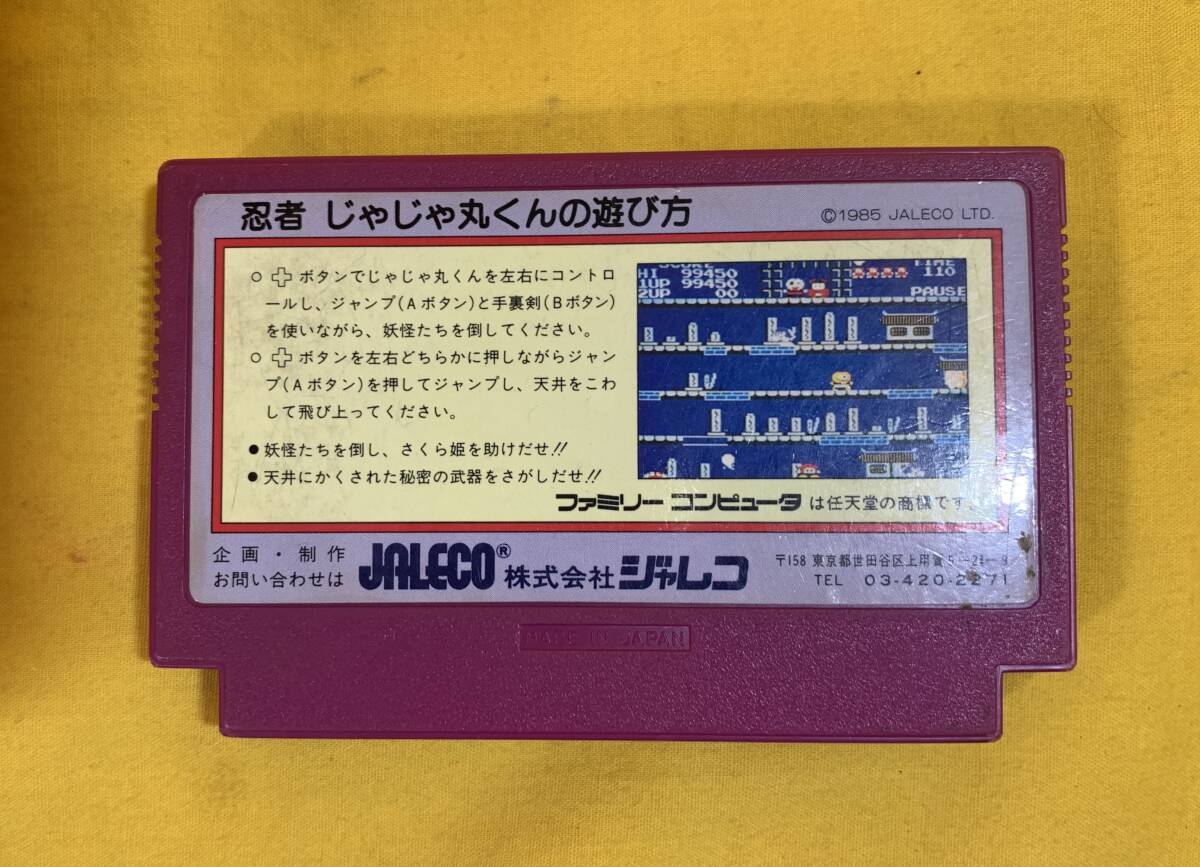 忍者 じゃじゃ丸くんの遊び方
©1985 JALECO LTD.
○ ボタンでじゃじゃ丸くんを左右にコントロ
ールし、ジャンプ(Aボタン)と手裏剣(Bボタン)
を使いながら、妖怪たちを倒してください。
○ ボタンを左右どちらかに押しながらジャン
プ(Aボタン)を押してジャンプし、天井をこわ
して飛び上ってください。
●妖怪たちを倒し、さくら姫を助けだせ!!
●天井にかくされた秘密の武器をさがしだせ!!
SCORE
HI 99450
1UP 99450
2UP 00
TIME
110
PAUSE
ファミリー コンピュータ は任天堂の商標です。
企画・制作
お問い合わせは
JALECO® 株式会社 ジャレコ
〒158 東京都世田谷区上用賀
TEL 03-420-2271
MADE IN JAPAN